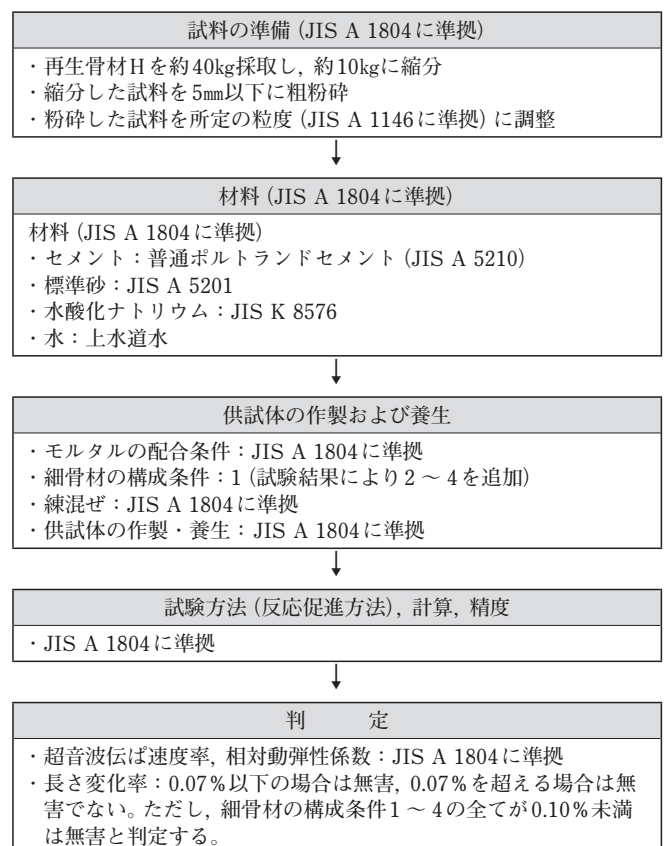 試料の準備 (JIS A 1804に準拠)
・再生骨材Hを約40㎏採取し, 約10㎏に縮分
・縮分した試料を5㎜以下に粗粉砕
・粉砕した試料を所定の粒度 (JIS A 1146に準拠) に調整
材料 (JIS A 1804に準拠)
材料 (JIS A 1804に準拠)
・セメント：普通ポルトランドセメント (JIS A 5210)
・標準砂：JIS A 5201
・水酸化ナトリウム：JIS K 8576
・水：上水道水
供試体の作製および養生
・モルタルの配合条件：JIS A 1804に準拠
・細骨材の構成条件：1 (試験結果により2 ～ 4を追加)
・練混ぜ：JIS A 1804に準拠
・供試体の作製・養生：JIS A 1804に準拠
試験方法 (反応促進方法), 計算, 精度
・JIS A 1804に準拠
判　　定
・超音波伝ぱ速度率, 相対動弾性係数：JIS A 1804に準拠
・長さ変化率：0.07%以下の場合は無害, 0.07%を超える場合は無
害でない。ただし, 細骨材の構成条件1 ～ 4の全てが0.10%未満
は無害と判定する。